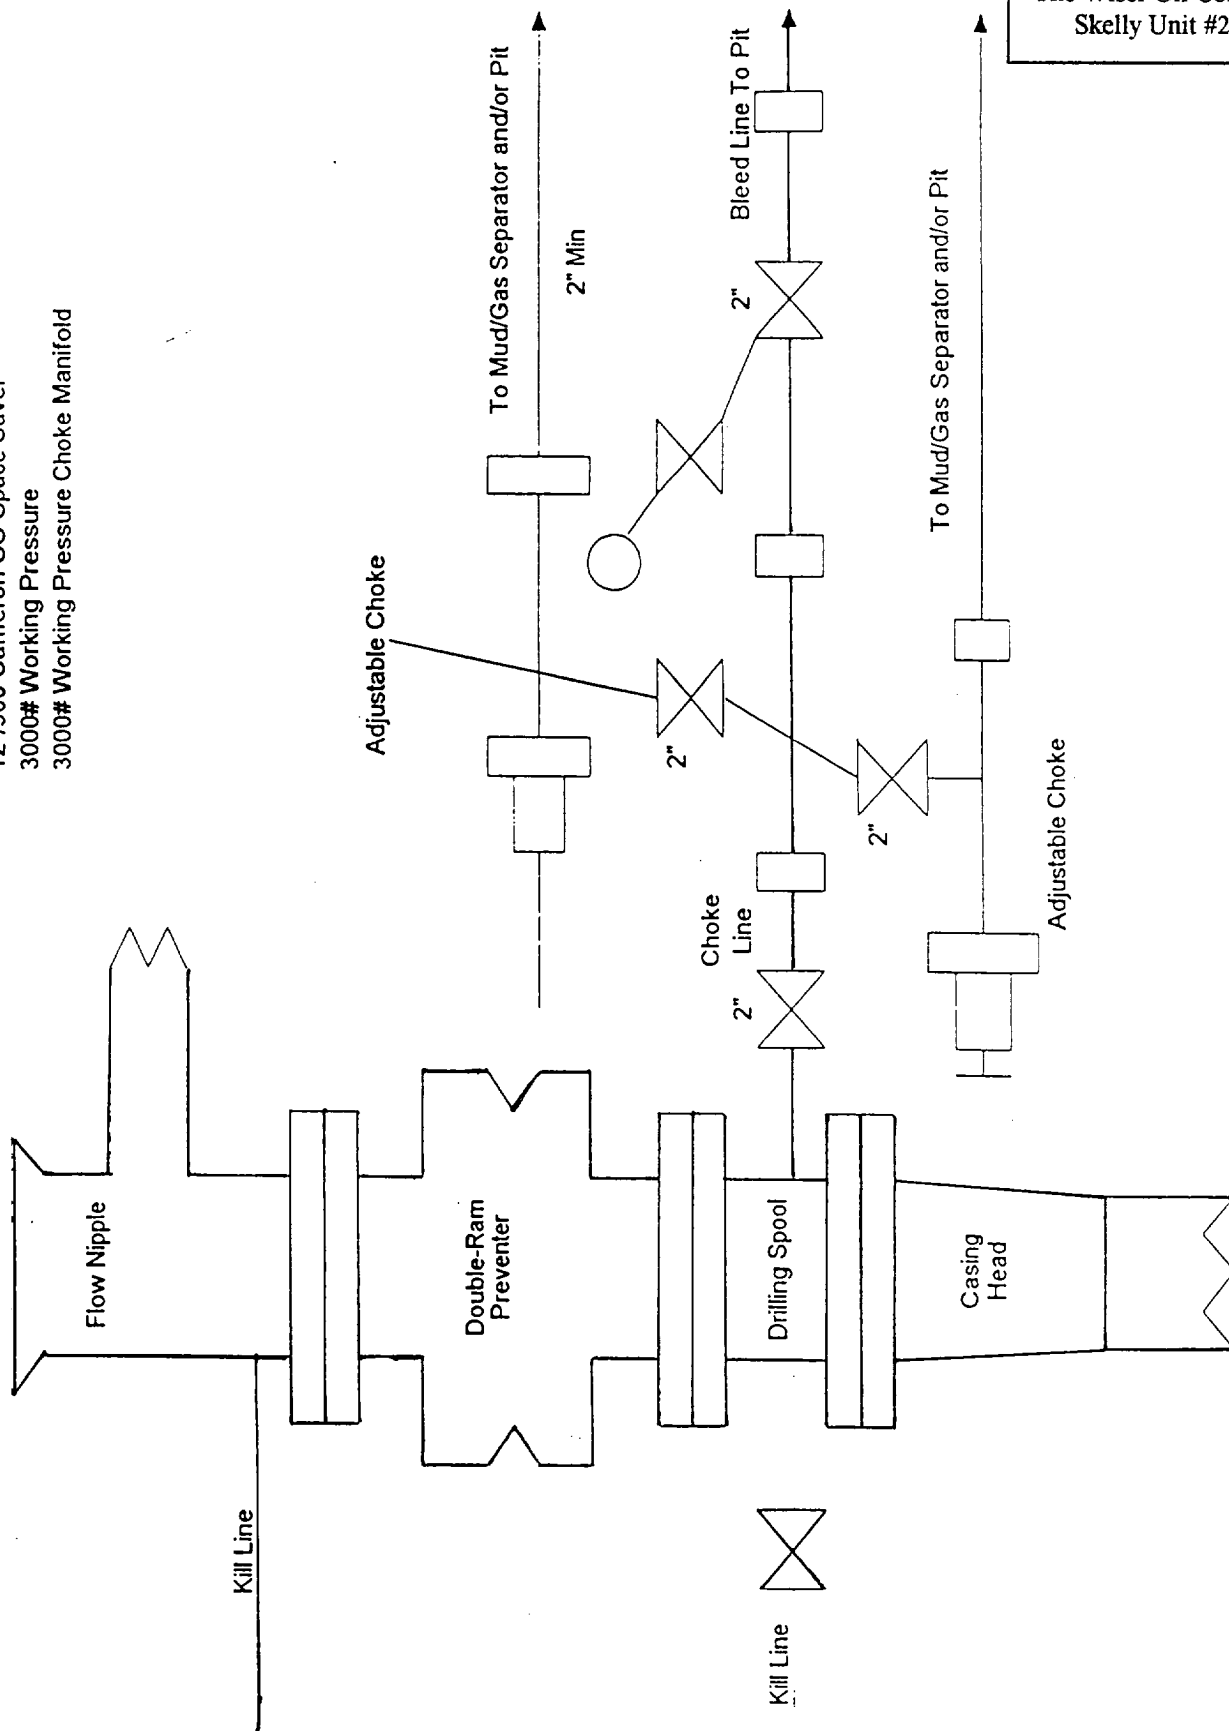 Skelly Unit #2
3000# Working Pressure
3000# Working Pressure Choke Manifold
To Mud/Gas Separator and/or Pit
2" Min
Adjustable Choke
Bleed Line To Pit
2"
2"
Choke
Line
2"
2"
To Mud/Gas Separator and/or Pit
Adjustable Choke
Flow Nipple
Double-Ram
Preventer
Drilling Spool
Casing
Head
Kill Line
Kill Line